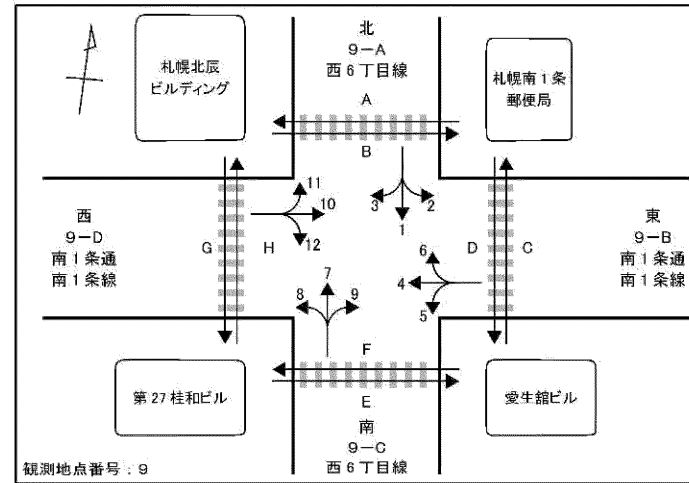 北
9－A
西6丁目線
札幌北辰
ビルディング
札幌南1条
郵便局
A
B
11
10
12
3
2
1
西
9－D
南1条通
南1条線
G
H
D
C
6
4
5
東
9－B
南1条通
南1条線
7
8
9
F
E
第27桂和ビル
愛生舘ビル
南
9－C
西6丁目線
観測地点番号：9